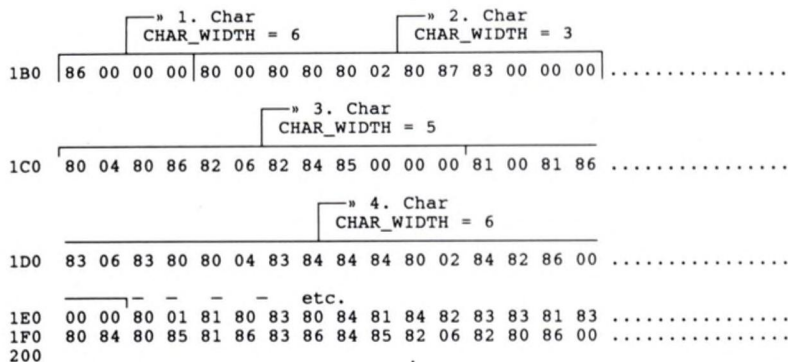 » 1. Char » 2. Char
CHAR_WIDTH = 6 CHAR_WIDTH = 3
1B0 86 00 00 00 80 00 80 80 80 02 80 87 83 00 00 00 ................
» 3. Char
CHAR_WIDTH = 5
1C0 80 04 80 86 82 06 82 84 85 00 00 00 81 00 81 86 ................
» 4. Char
CHAR_WIDTH = 6
1D0 83 06 83 80 80 04 83 84 84 84 80 02 84 82 86 00 ................
etc.
1E0 00 00 80 01 81 80 83 80 84 81 84 82 83 83 81 83 ................
1F0 80 84 80 85 81 86 83 86 84 85 82 06 82 80 86 00 ................
200